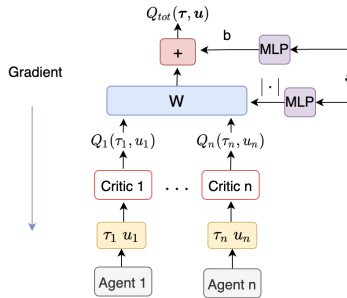 Q_tot(τ, u)
b
+
MLP
Gradient
| · |
W
MLP
Q_1(τ_1, u_1) Q_n(τ_n, u_n)
Critic 1 . . . Critic n
τ_1 u_1 τ_n u_n
Agent 1 Agent n